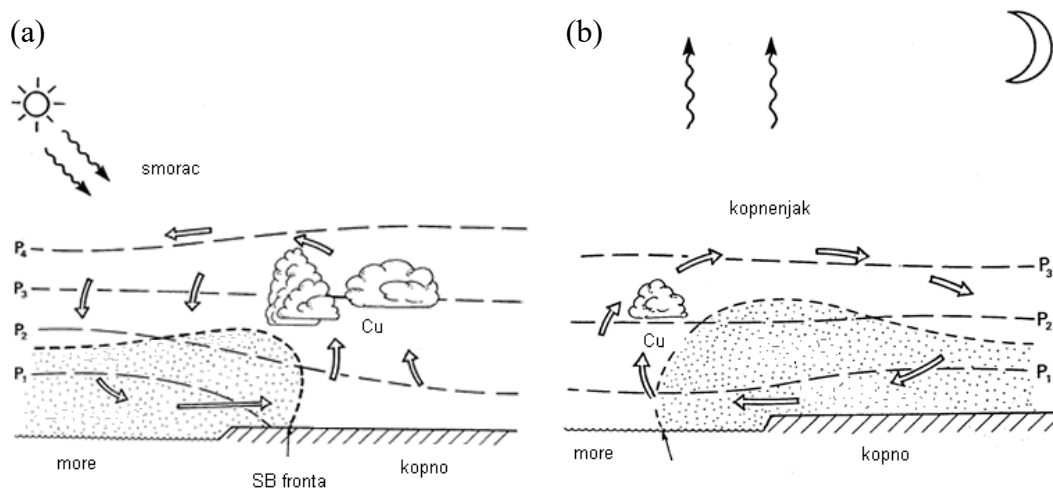 (a)
smorac
P₄
P₃
P₂
P₁
Cu
more
SB fronta
kopno
(b)
kopnenjak
P₃
P₂
P₁
Cu
more
kopno